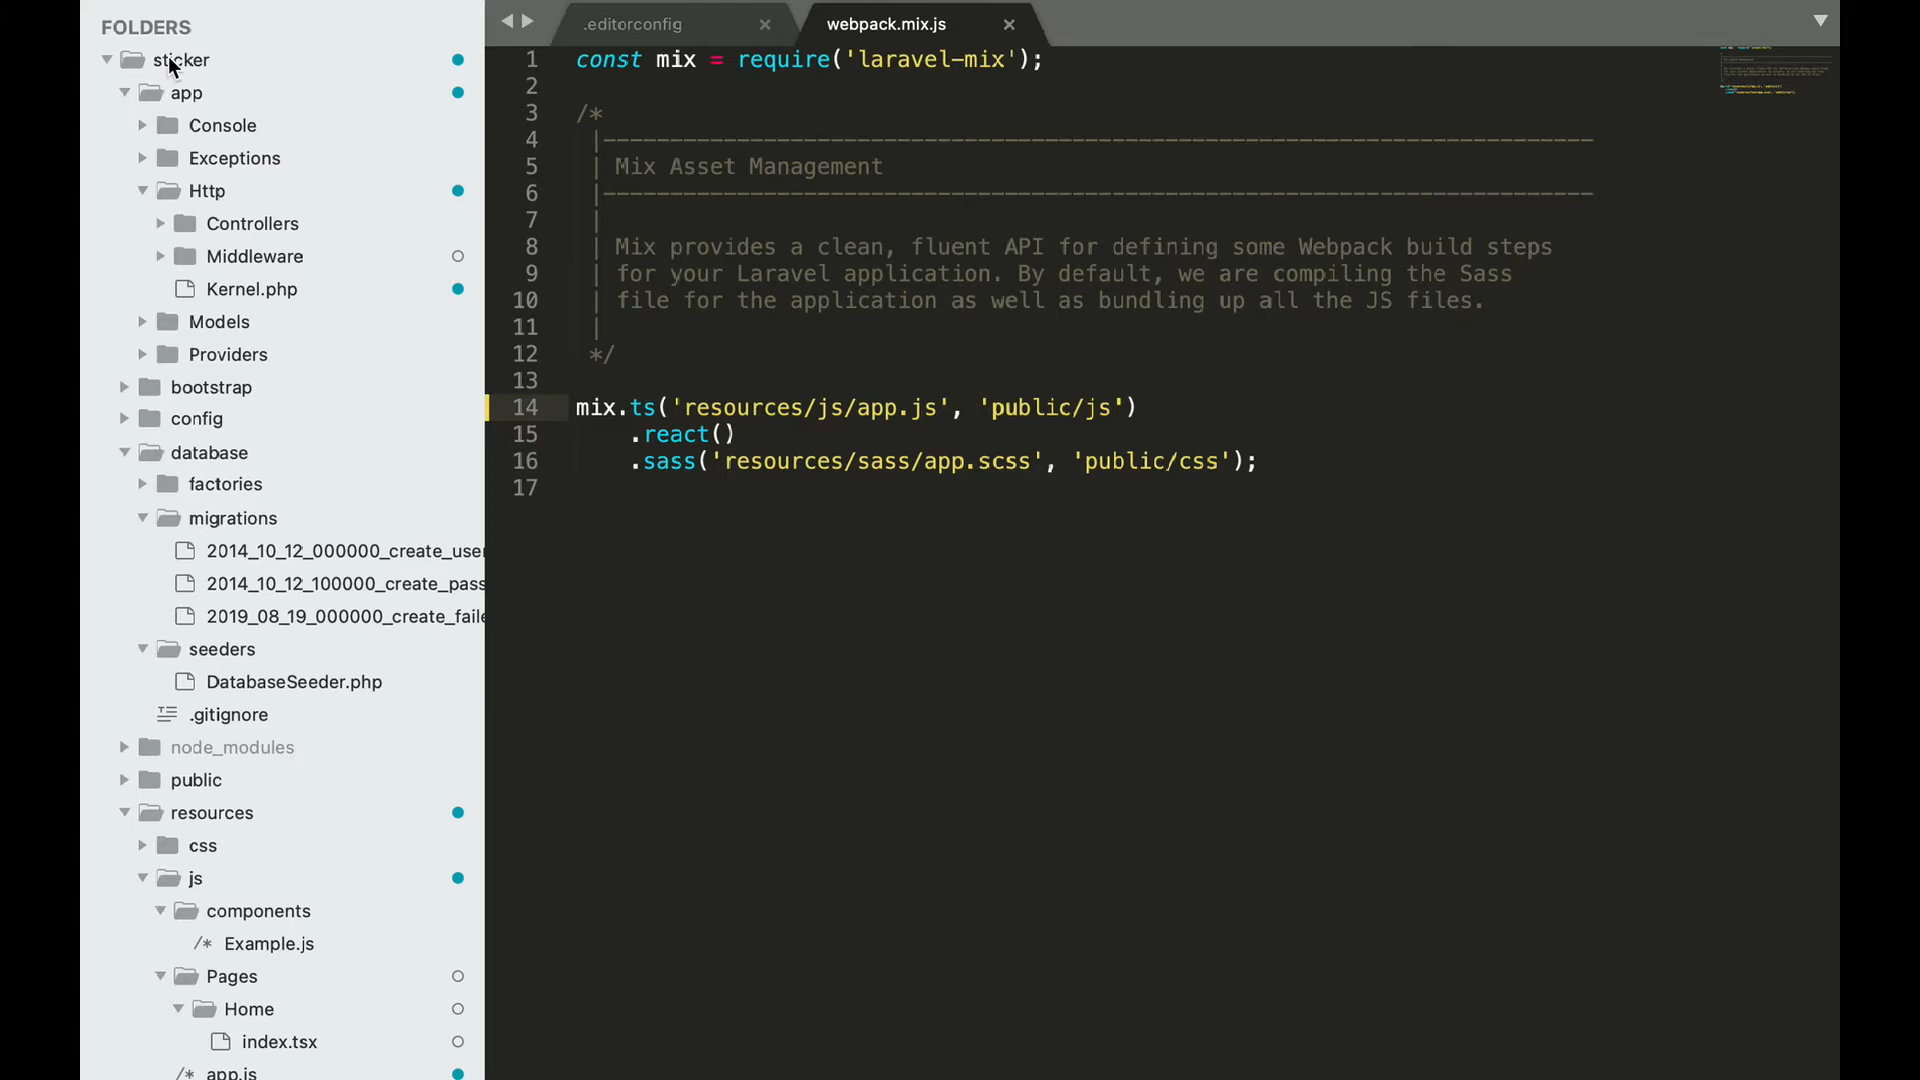 FOLDERS
sticker
app
Console
Exceptions
Http
Controllers
Middleware
Kernel.php
Models
Providers
bootstrap
config
database
factories
migrations
2014_10_12_000000_create_user
2014_10_12_100000_create_pass
2019_08_19_000000_create_faile
seeders
DatabaseSeeder.php
.gitignore
node_modules
public
resources
css
js
components
/* Example.js
Pages
Home
index.tsx
/* app.js
.editorconfig ×
webpack.mix.js ×
1 const mix = require('laravel-mix');
2
3 /*
4 |--------------------------------------------------------------------------
5 | Mix Asset Management
6 |--------------------------------------------------------------------------
7 |
8 | Mix provides a clean, fluent API for defining some Webpack build steps
9 | for your Laravel application. By default, we are compiling the Sass
10 | file for the application as well as bundling up all the JS files.
11 |
12 */
13
14 mix.ts('resources/js/app.js', 'public/js')
15 .react()
16 .sass('resources/sass/app.scss', 'public/css');
17